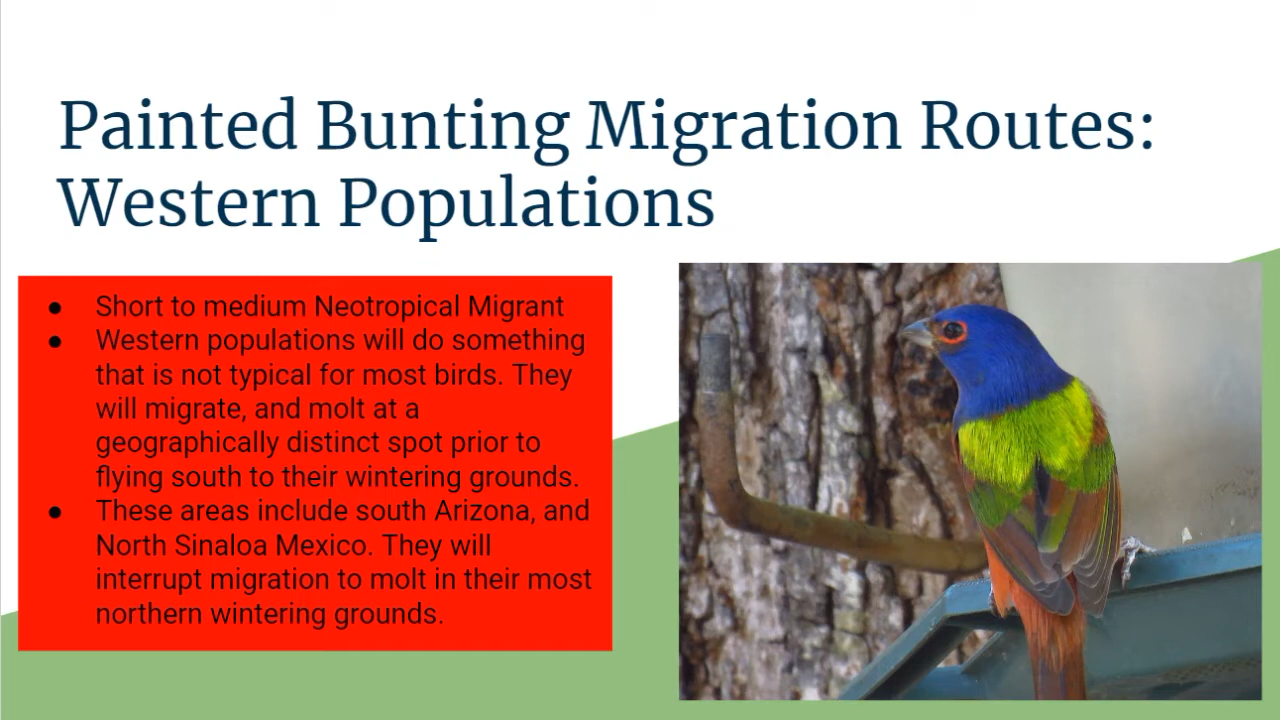 Painted Bunting Migration Routes:
Western Populations
● Short to medium Neotropical Migrant
● Western populations will do something
that is not typical for most birds. They
will migrate, and molt at a
geographically distinct spot prior to
flying south to their wintering grounds.
● These areas include south Arizona, and
North Sinaloa Mexico. They will
interrupt migration to molt in their most
northern wintering grounds.